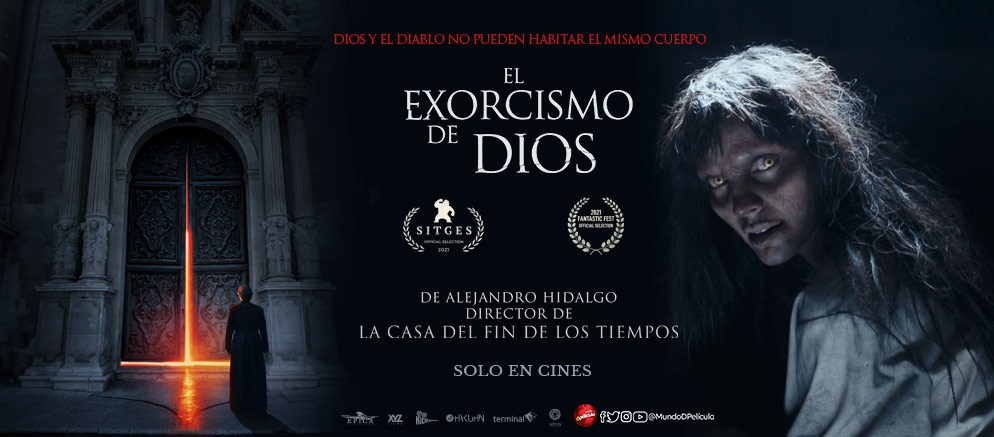 DIOS Y EL DIABLO NO PUEDEN HABITAR EL MISMO CUERPO
EL
EXORCISMO
DE DIOS
SITGES
OFFICIAL SELECTION
2021
2021
FANTASTIC FEST
OFFICIAL SELECTION
DE ALEJANDRO HIDALGO
DIRECTOR DE
LA CASA DEL FIN DE LOS TIEMPOS
SOLO EN CINES
XYZ
terminal
@MundoDPelícula